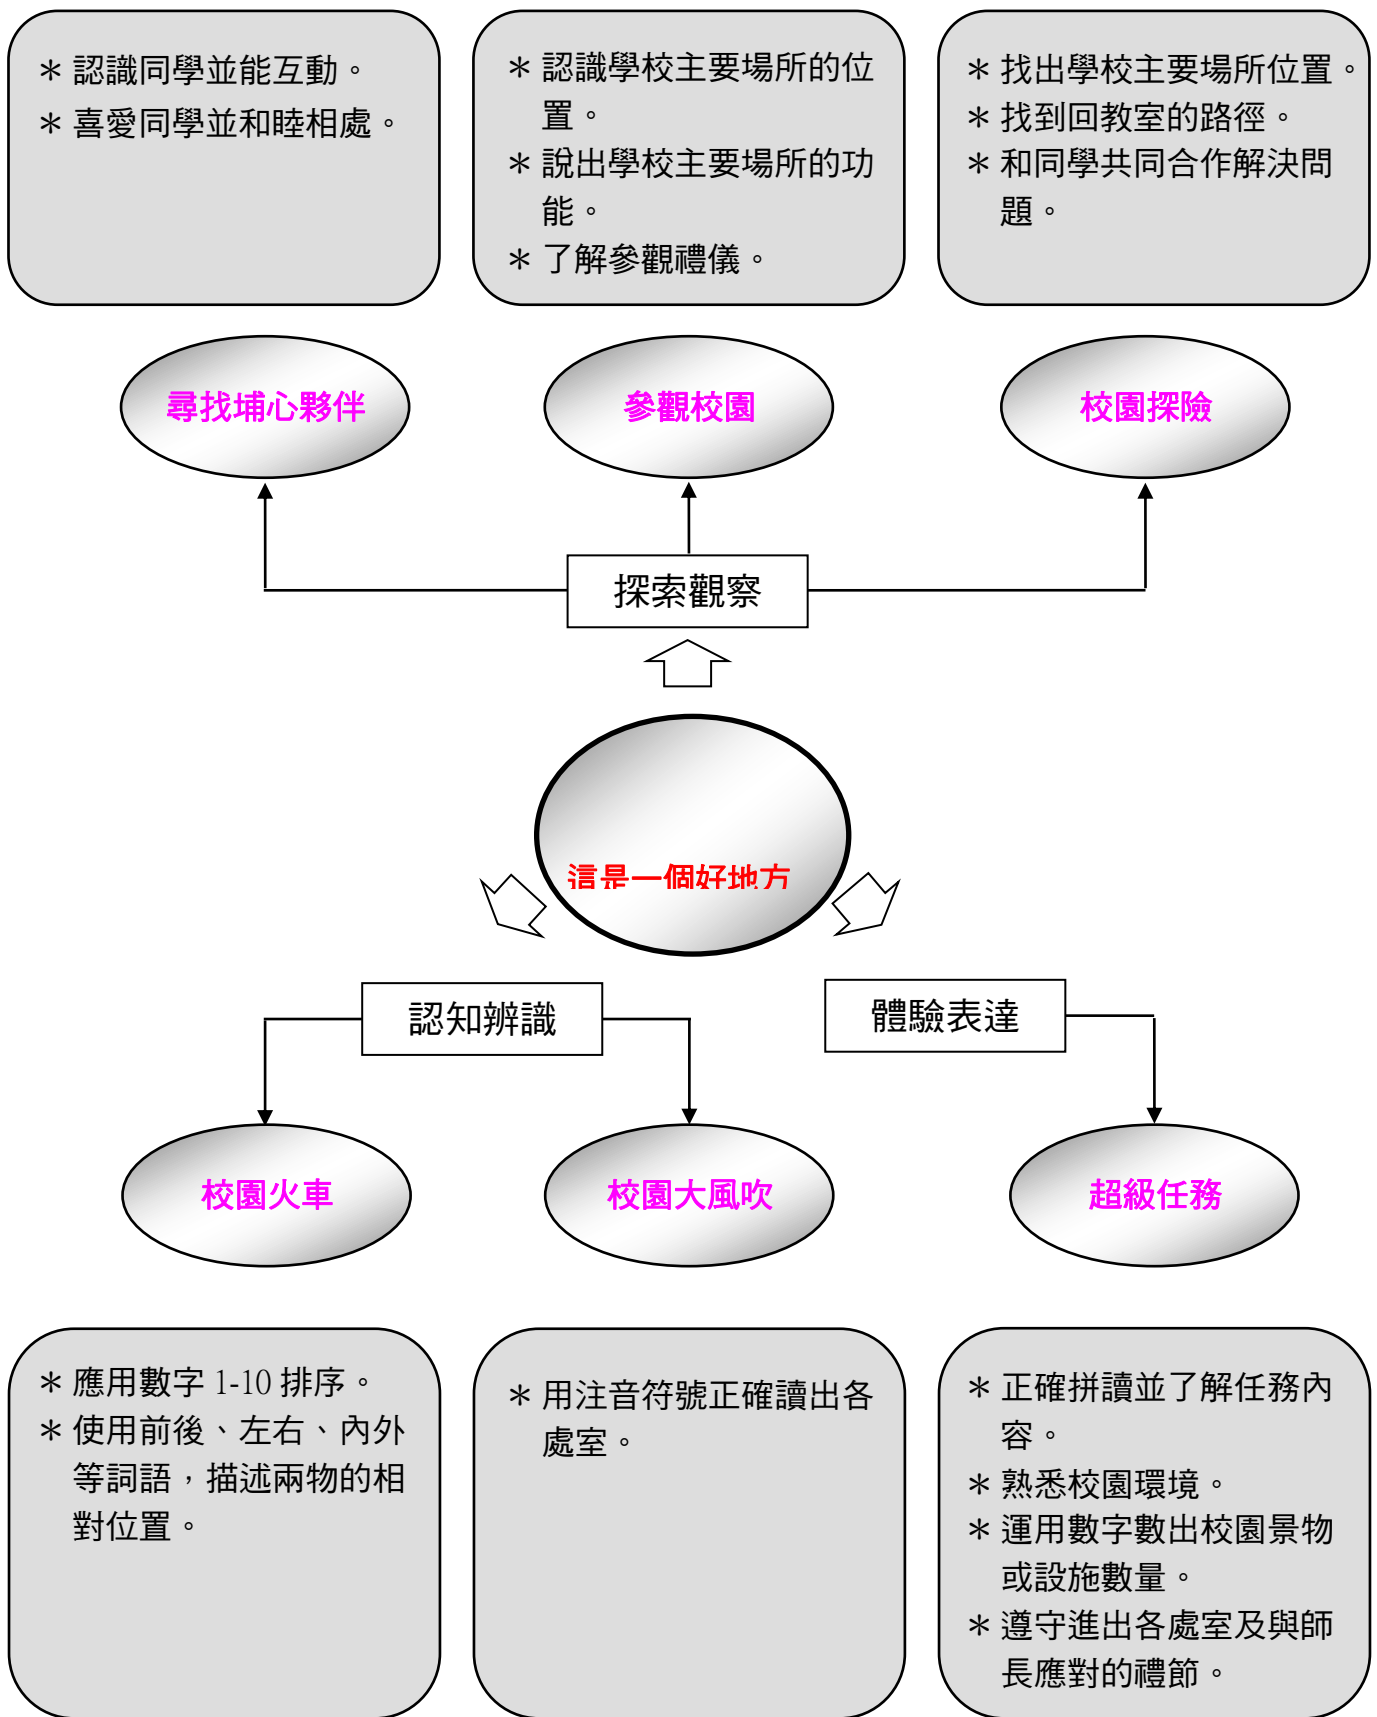 ＊認識同學並能互動。
＊喜愛同學並和睦相處。
＊認識學校主要場所的位
置。
＊說出學校主要場所的功
能。
＊了解參觀禮儀。
＊找出學校主要場所位置。
＊找到回教室的路徑。
＊和同學共同合作解決問
題。
尋找埔心夥伴
參觀校園
校園探險
探索觀察
這是一個好地方
認知辨識
體驗表達
校園火車
校園大風吹
超級任務
＊應用數字 1-10 排序。
＊使用前後、左右、內外
等詞語，描述兩物的相
對位置。
＊用注音符號正確讀出各
處室。
＊正確拼讀並了解任務內
容。
＊熟悉校園環境。
＊運用數字數出校園景物
或設施數量。
＊遵守進出各處室及與師
長應對的禮節。